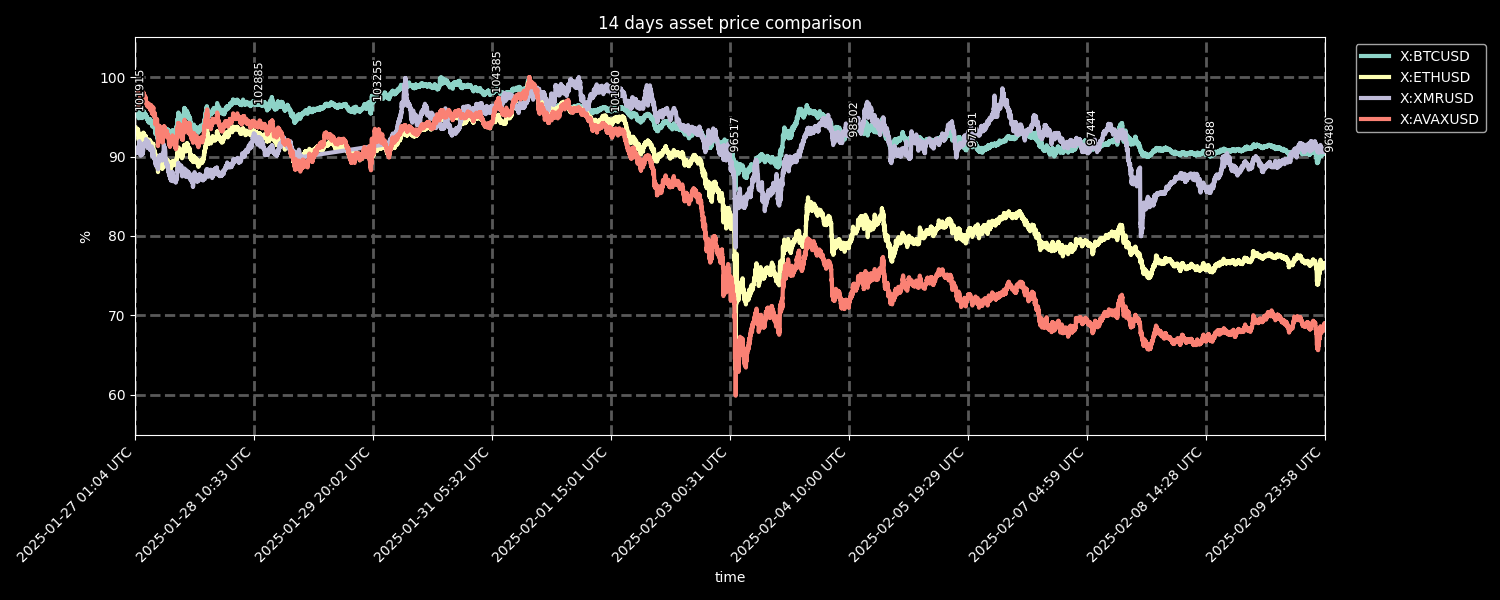 14 days asset price comparison
X:BTCUSD
X:ETHUSD
X:XMRUSD
X:AVAXUSD
100
90
80
70
60
%
101915
102885
103255
104385
101860
96517
98502
97191
97444
95988
96480
2025-01-27 01:04 UTC
2025-01-28 10:33 UTC
2025-01-29 20:02 UTC
2025-01-31 05:32 UTC
2025-02-01 15:01 UTC
2025-02-03 00:31 UTC
2025-02-04 10:00 UTC
2025-02-05 19:29 UTC
2025-02-07 04:59 UTC
2025-02-08 14:28 UTC
2025-02-09 23:58 UTC
time